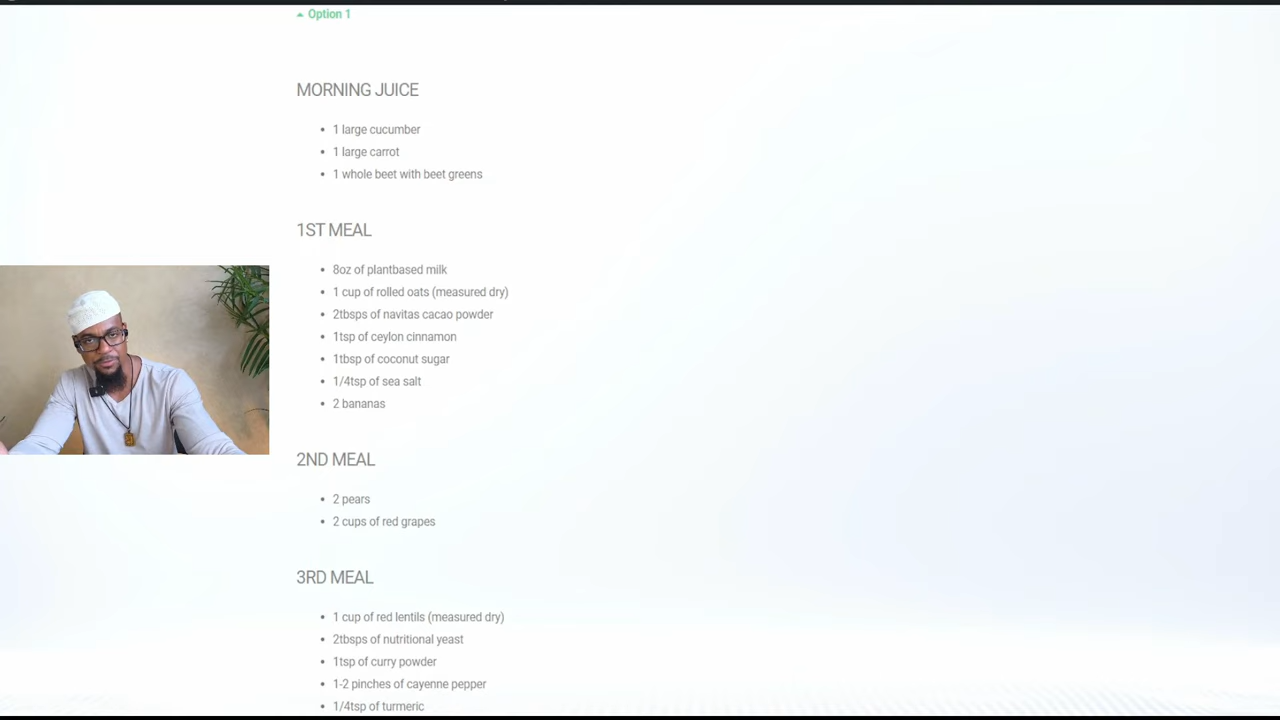 Option 1
MORNING JUICE
1 large cucumber
1 large carrot
1 whole beet with beet greens
1ST MEAL
8oz of plantbased milk
1 cup of rolled oats (measured dry)
2tbsps of navitas cacao powder
1tsp of ceylon cinnamon
1tbsp of coconut sugar
1/4tsp of sea salt
2 bananas
2ND MEAL
2 pears
2 cups of red grapes
3RD MEAL
1 cup of red lentils (measured dry)
2tbsps of nutritional yeast
1tsp of curry powder
1-2 pinches of cayenne pepper
1/4tsp of turmeric